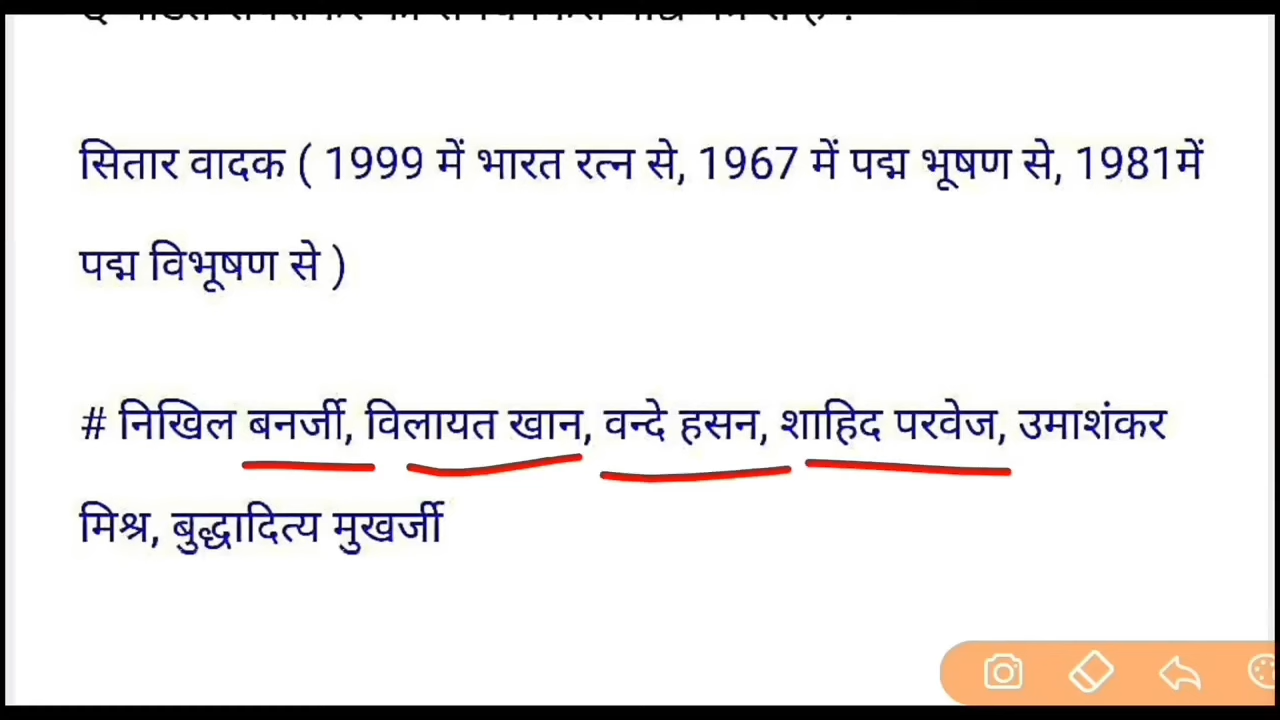 सितार वादक ( 1999 में भारत रत्न से, 1967 में पद्म भूषण से, 1981में
पद्म विभूषण से )
# निखिल बनर्जी, विलायत खान, वन्दे हसन, शाहिद परवेज, उमाशंकर
मिश्र, बुद्धादित्य मुखर्जी